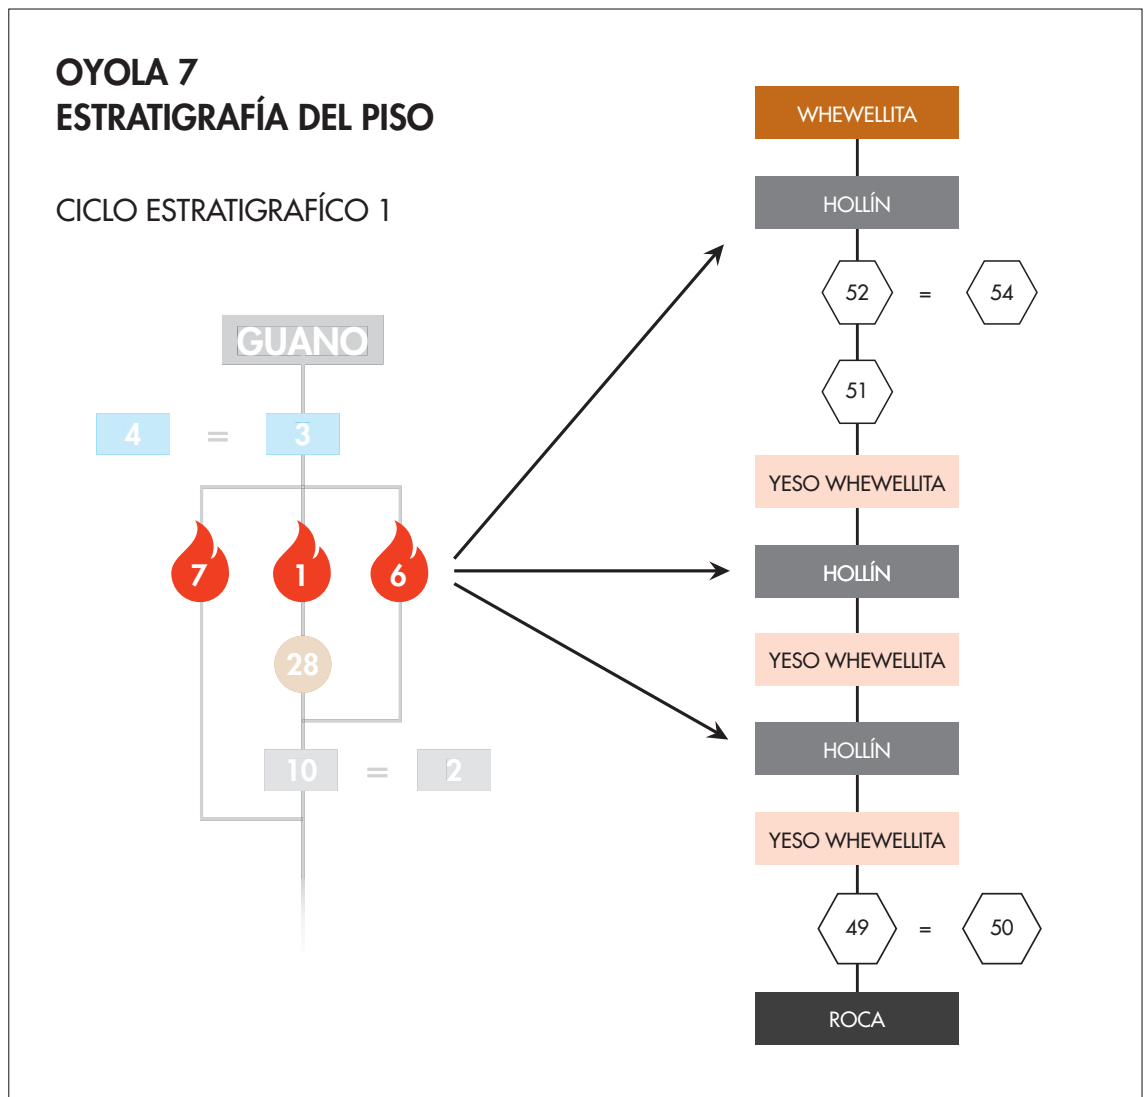 OYOLA 7
ESTRATIGRAFÍA DEL PISO
CICLO ESTRATIGRAFÍCO 1
GUANO
4 = 3
7 1 6
28
10 = 2
WHEWELLITA
HOLLÍN
52 = 54
51
YESO WHEWELLITA
HOLLÍN
YESO WHEWELLITA
HOLLÍN
YESO WHEWELLITA
49 = 50
ROCA